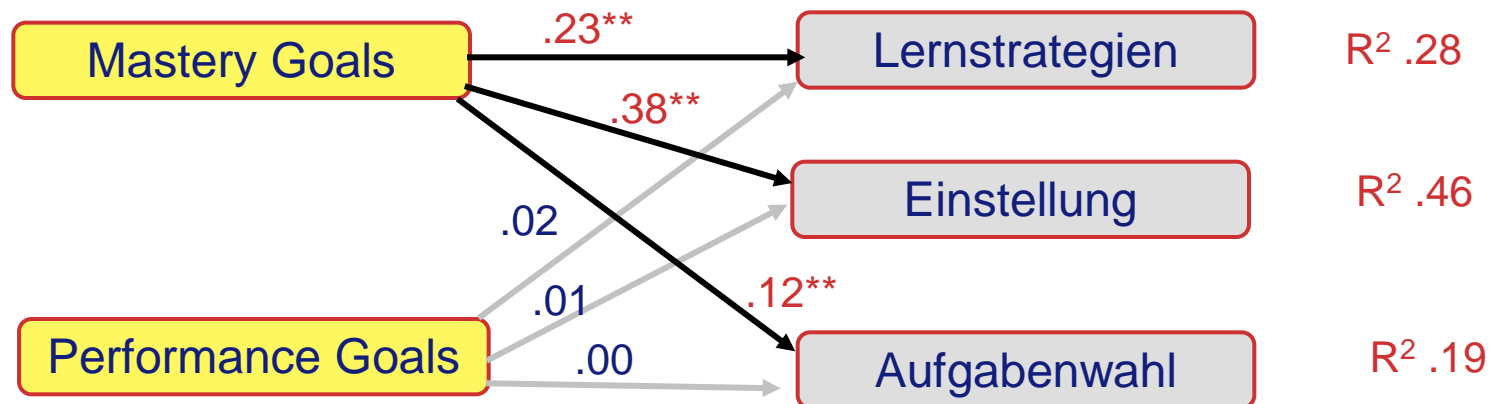 Mastery Goals
.23**
Lernstrategien
R² .28
.38**
Einstellung
R² .46
.02
.01
.12**
Performance Goals
.00
Aufgabenwahl
R² .19